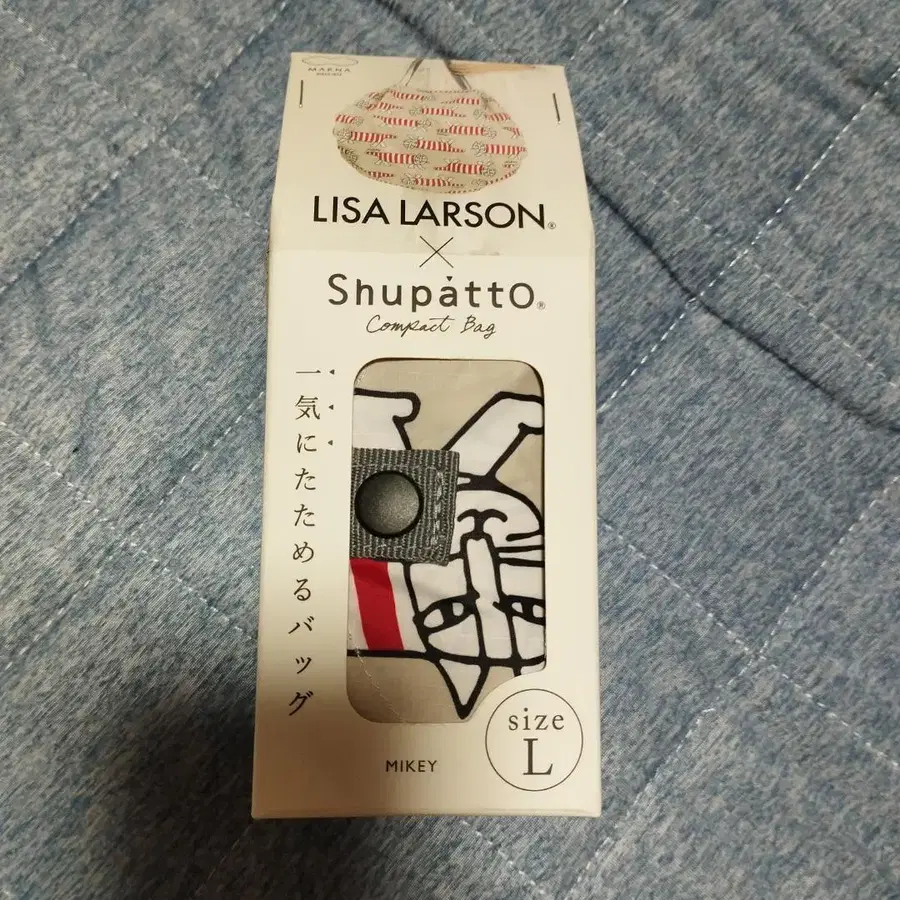 MARNA
LISA LARSON®
×
Shupatto®
Compact Bag
一気にたためるバッグ
MIKEY
size
L